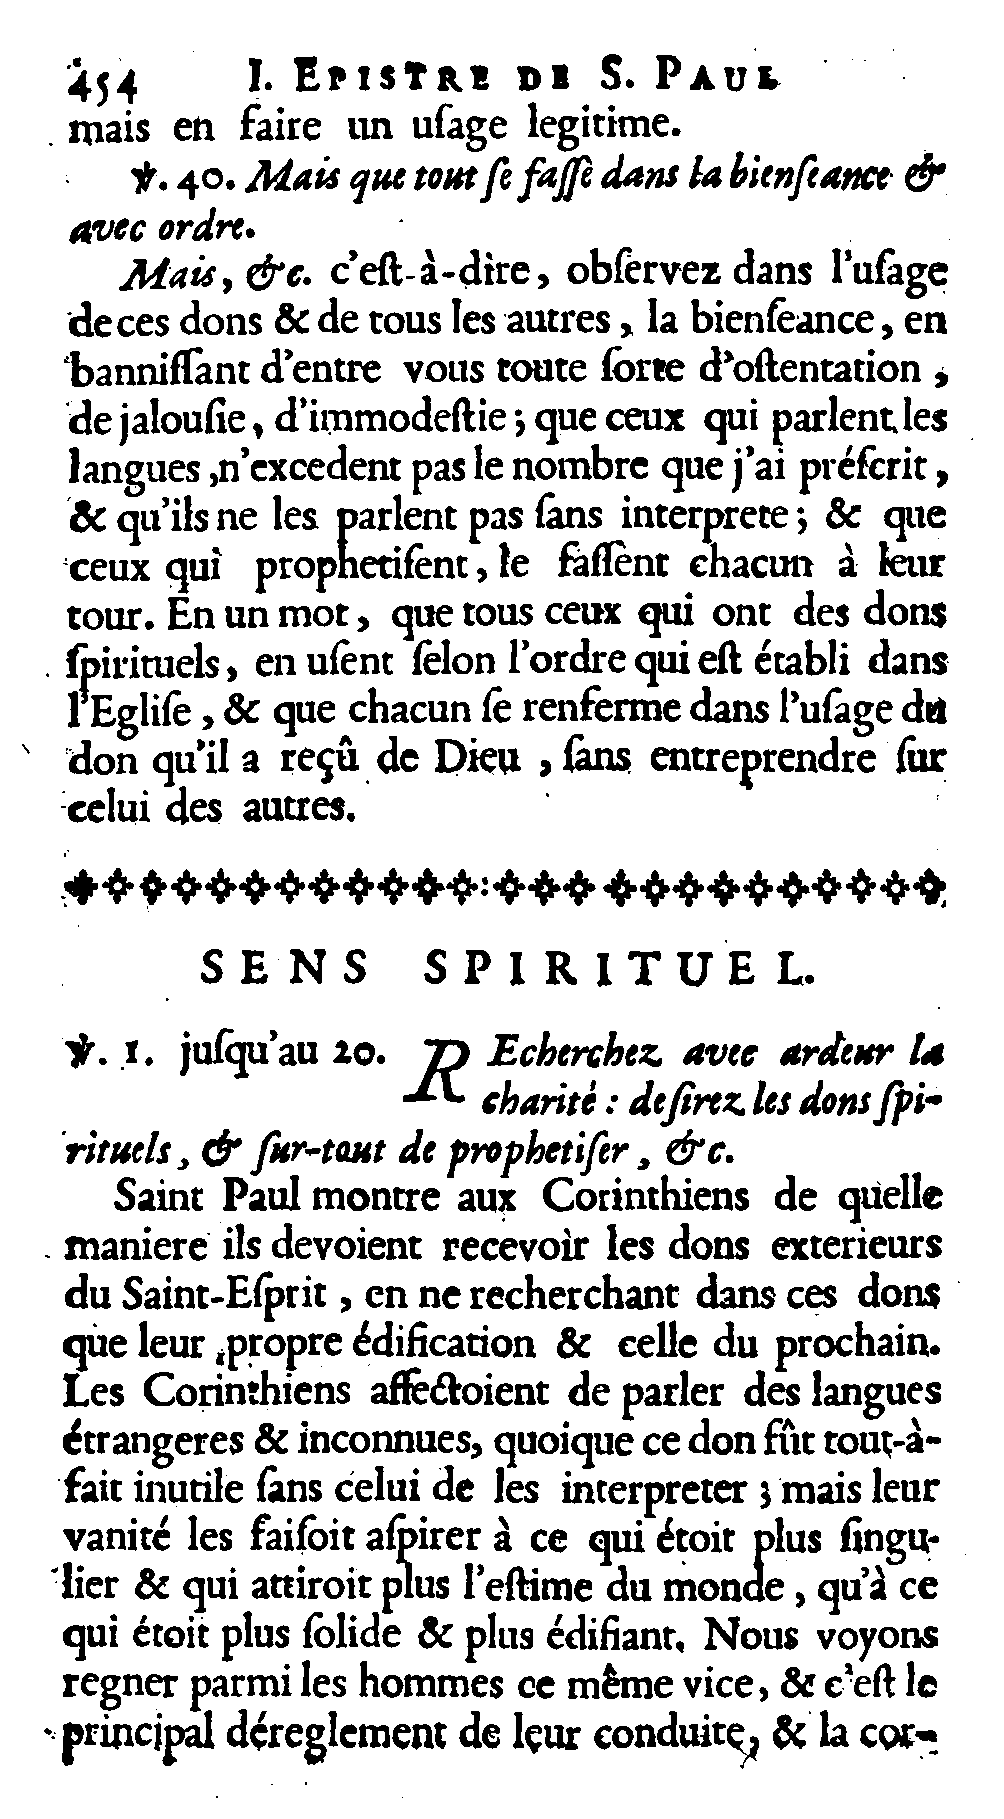 454 I. EPISTRE DE S. PAUL
mais en faire un uſage legitime.
℣. 40. Mais que tout ſe faſſe dans la bienſeance &
avec ordre.
Mais, &c. c'eſt-à-dire, obſervez dans l'uſage
de ces dons & de tous les autres, la bienſeance, en
banniſſant d'entre vous toute ſorte d'oſtentation,
de jalouſie, d'immodeſtie; que ceux qui parlent les
langues, n'excedent pas le nombre que j'ai préſcrit,
& qu'ils ne les parlent pas ſans interprete; & que
ceux qui prophetiſent, le faſſent chacun à leur
tour. En un mot, que tous ceux qui ont des dons
ſpirituels, en uſent ſelon l'ordre qui eſt établi dans
l'Egliſe, & que chacun ſe renferme dans l'uſage du
don qu'il a reçû de Dieu, ſans entreprendre ſur
celui des autres.
SENS SPIRITUEL.
℣. 1. juſqu'au 20. REcherchez avec ardeur la
charité: deſirez les dons ſpi-
rituels, & ſur-tout de prophetiſer, &c.
Saint Paul montre aux Corinthiens de quelle
maniere ils devoient recevoir les dons exterieurs
du Saint-Eſprit, en ne recherchant dans ces dons
que leur propre édification & celle du prochain.
Les Corinthiens affectoient de parler des langues
étrangeres & inconnues, quoique ce don fût tout-à-
fait inutile ſans celui de les interpreter; mais leur
vanité les faiſoit aſpirer à ce qui étoit plus ſingu-
lier & qui attiroit plus l'eſtime du monde, qu'à ce
qui étoit plus ſolide & plus édifiant. Nous voyons
regner parmi les hommes ce même vice, & c'eſt le
principal déreglement de leur conduite, & la cor-